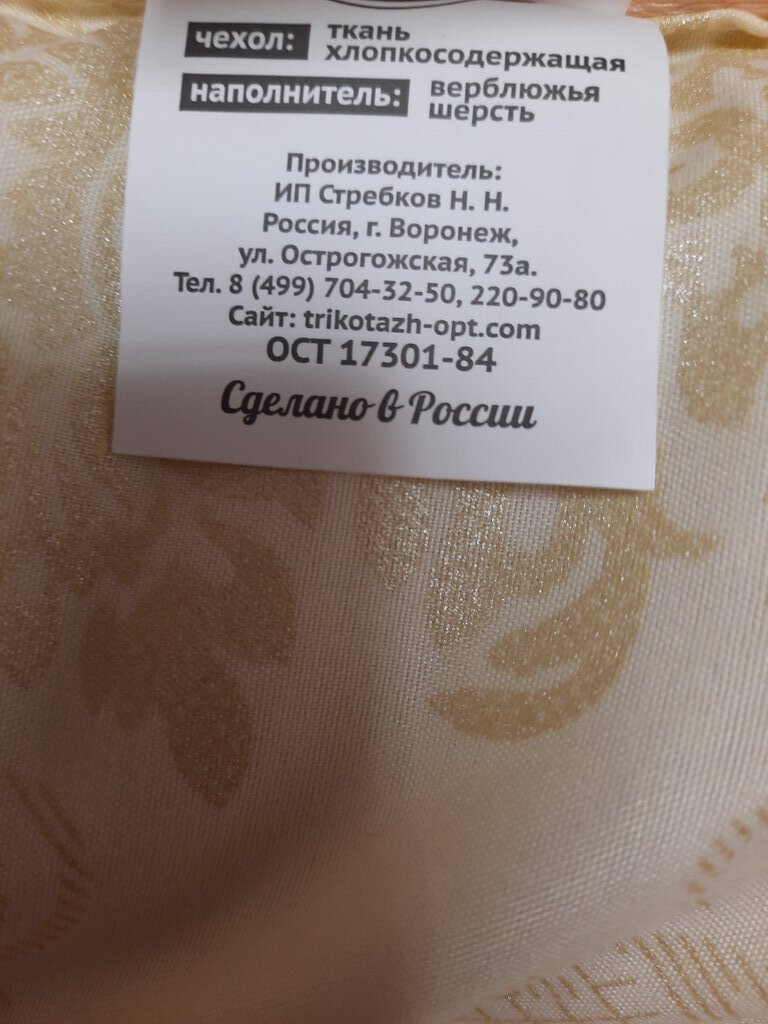 чехол: ткань
хлопкосодержащая
наполнитель: верблюжья
шерсть
Производитель:
ИП Стребков Н. Н.
Россия, г. Воронеж,
ул. Острогожская, 73а.
Тел. 8 (499) 704-32-50, 220-90-80
Сайт: trikotazh-opt.com
ОСТ 17301-84
Сделано в России